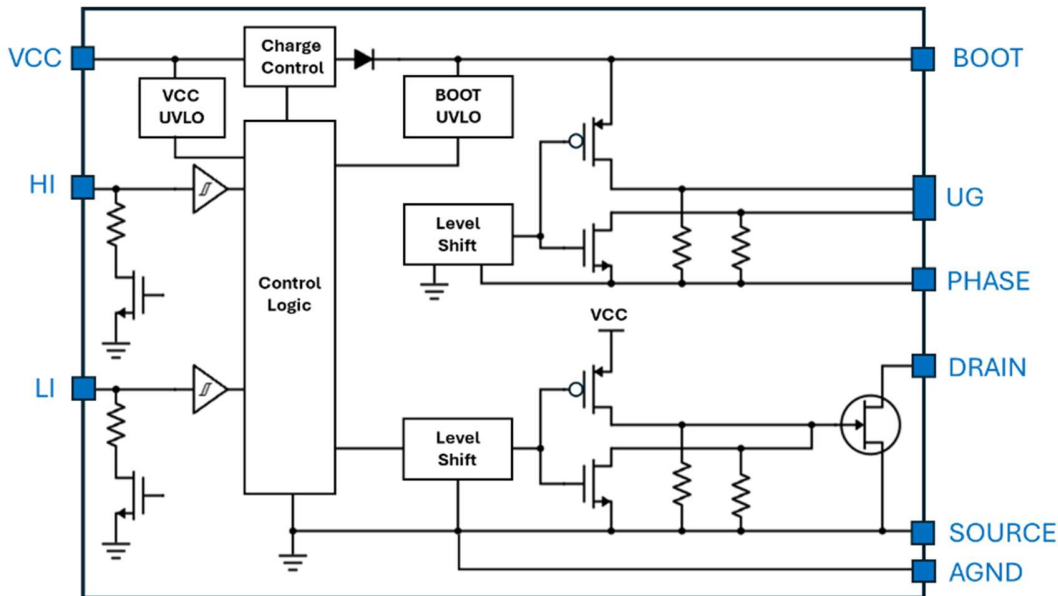 VCC
Charge
Control
BOOT
VCC
UVLO
BOOT
UVLO
HI
UG
Level
Shift
Control
Logic
PHASE
VCC
DRAIN
LI
Level
Shift
SOURCE
AGND